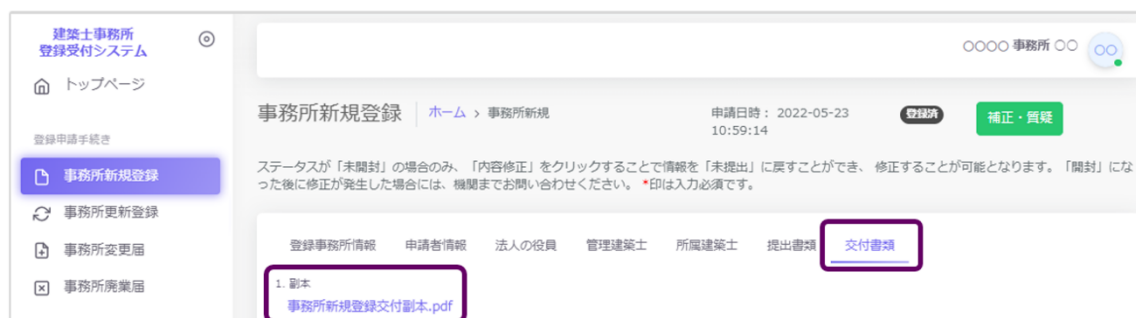 建築士事務所
登録受付システム
〇〇〇〇 事務所 〇〇
〇〇
トップページ
事務所新規登録
ホーム > 事務所新規
申請日時： 2022-05-23
10:59:14
登録済
補正・質疑
登録申請手続き
ステータスが「未開封」の場合のみ、「内容修正」をクリックすることで情報を「未提出」に戻すことができ、 修正することが可能となります。「開封」にな
った後に修正が発生した場合には、機関までお問い合わせください。 *印は入力必須です。
事務所新規登録
事務所更新登録
事務所変更届
事務所廃業届
登録事務所情報
申請者情報
法人の役員
管理建築士
所属建築士
提出書類
交付書類
1. 副本
事務所新規登録交付副本.pdf